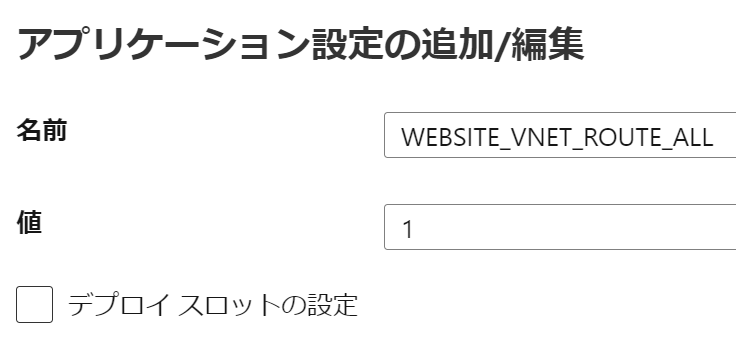 アプリケーション設定の追加/編集
名前
WEBSITE_VNET_ROUTE_ALL
値
1
デプロイ スロットの設定